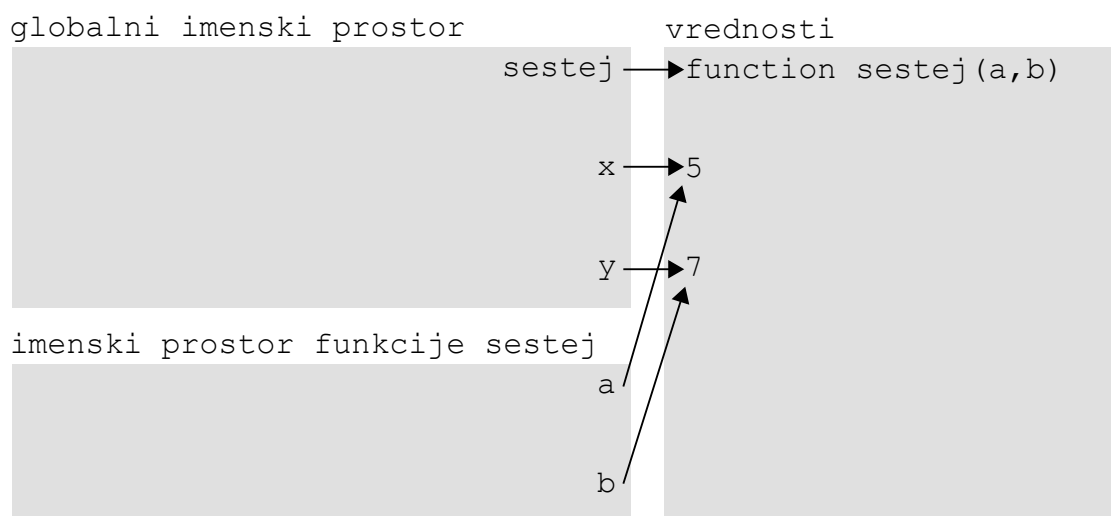 globalni imenski prostor
vrednosti
sestej
function sestej(a,b)
x
5
y
7
imenski prostor funkcije sestej
a
b